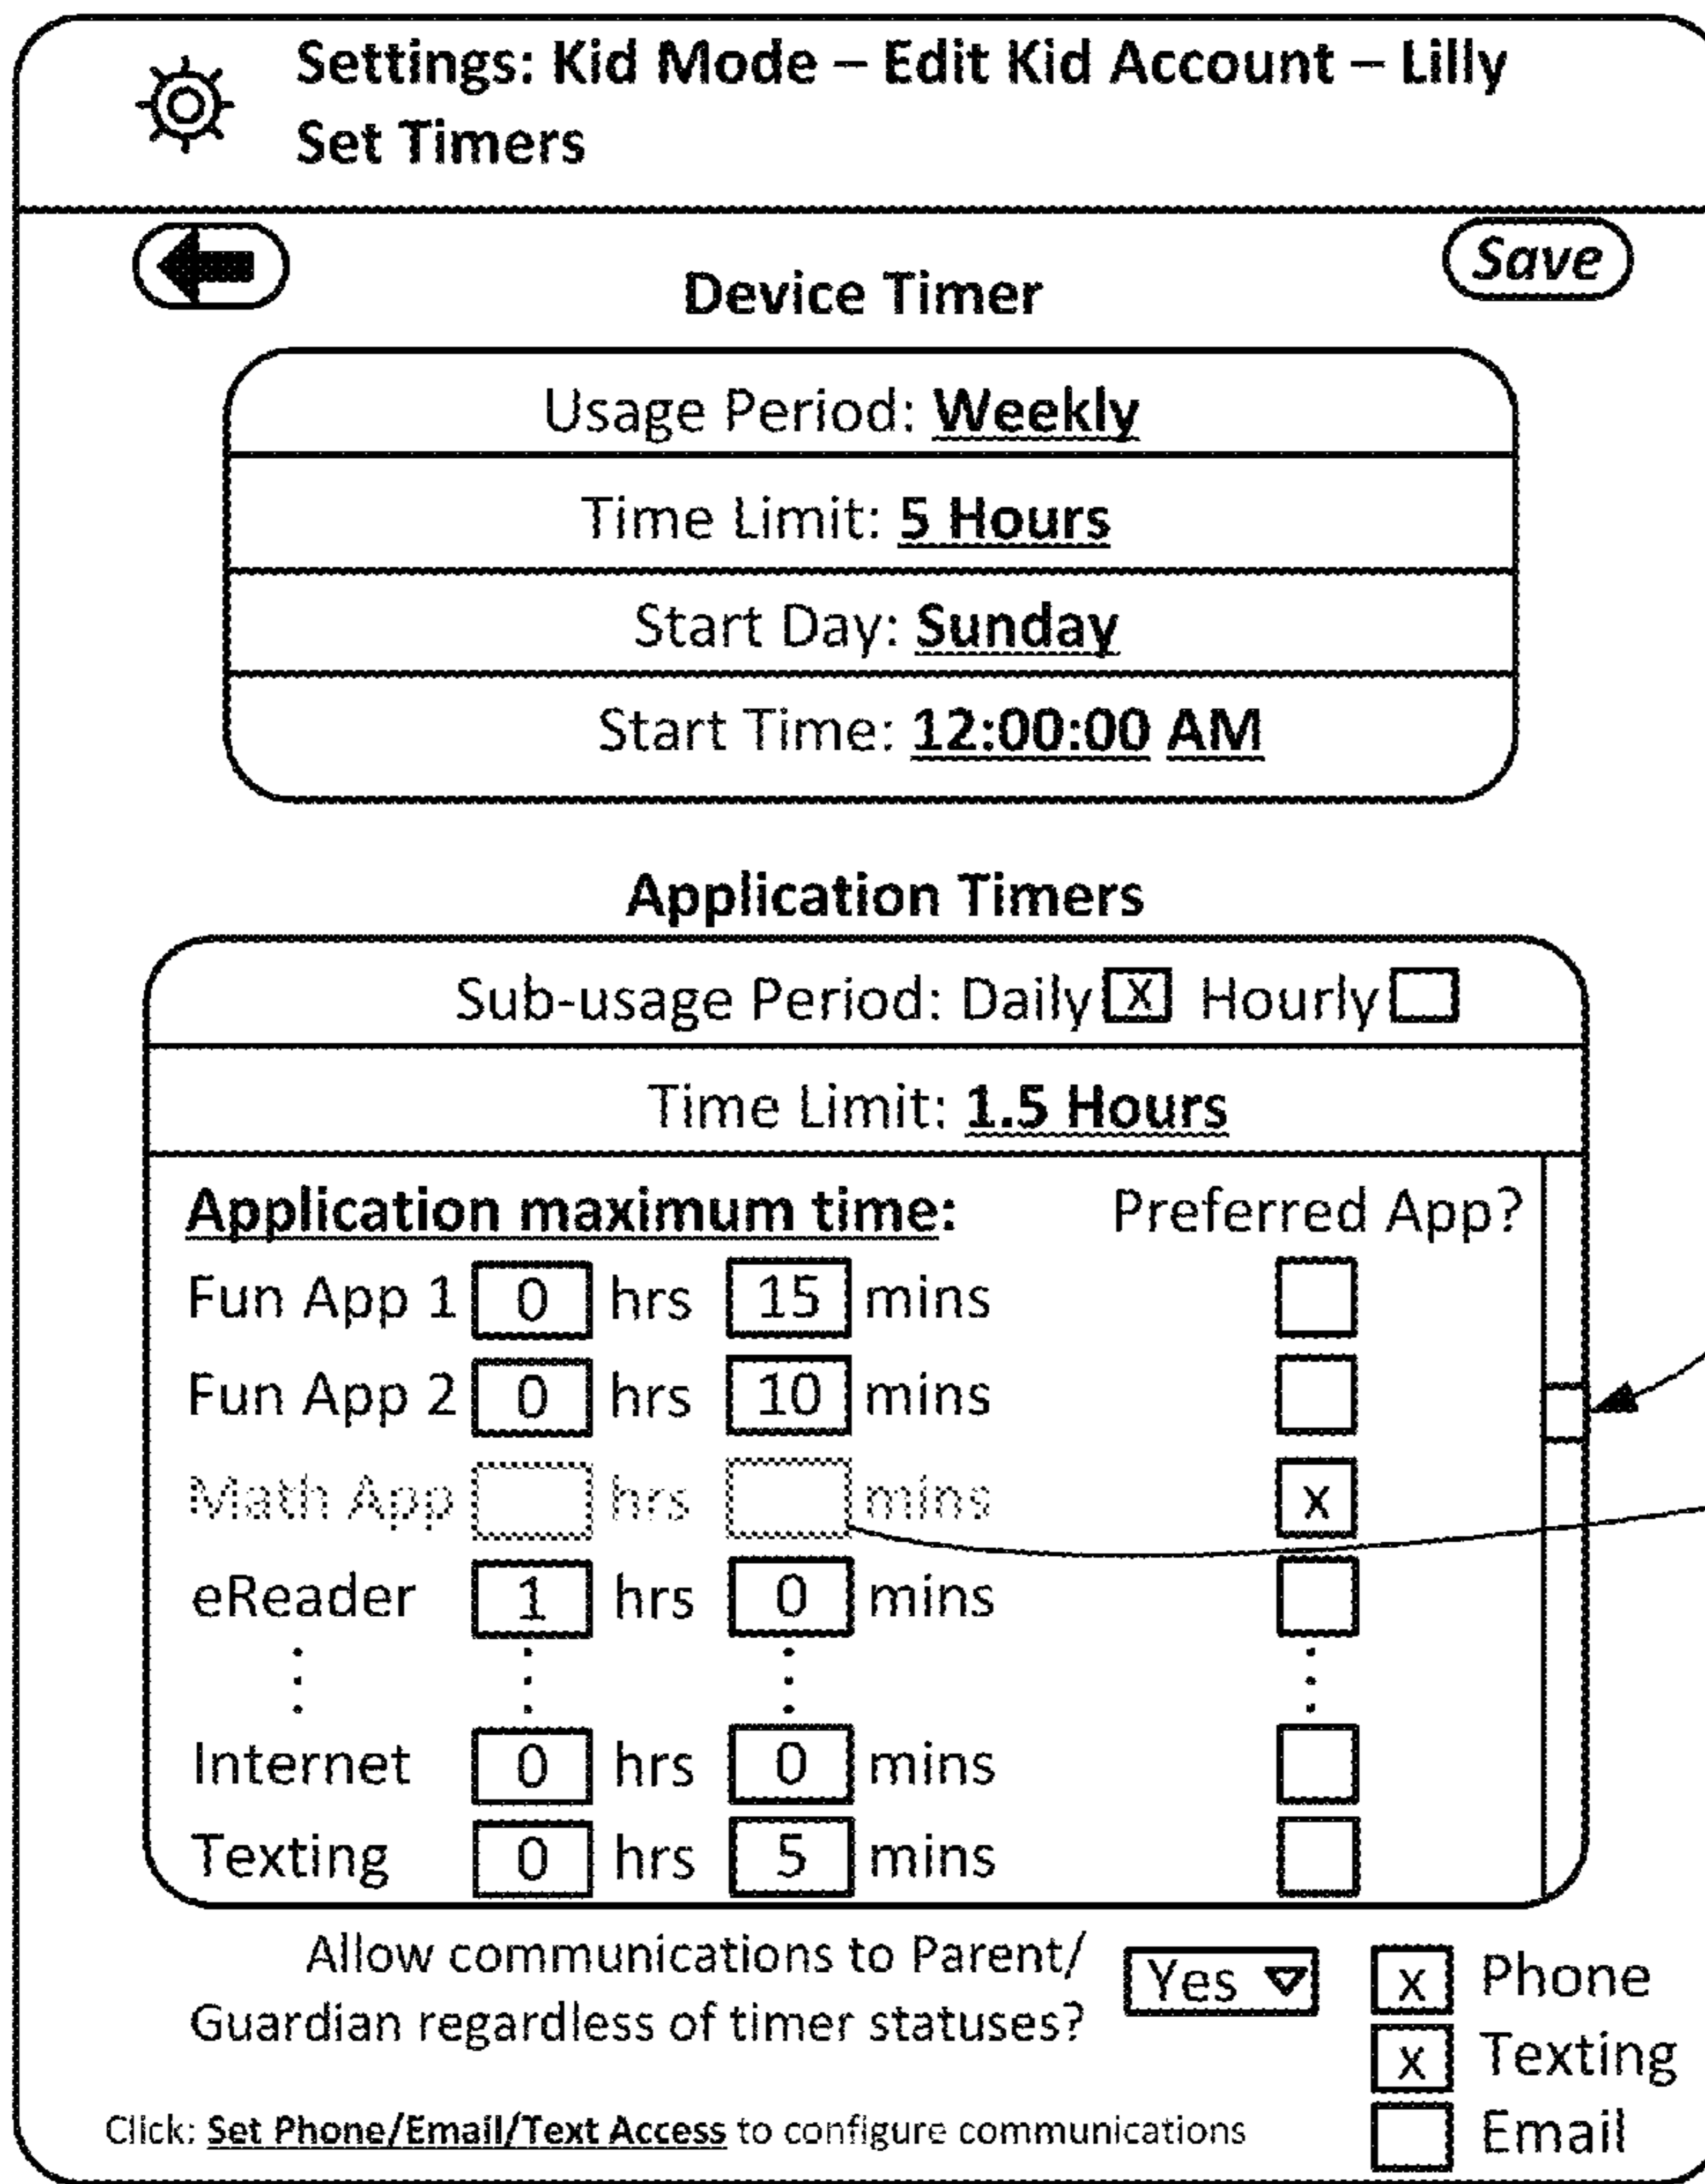 Settings: Kid Mode – Edit Kid Account – Lilly
Set Timers
Save
Device Timer
Usage Period: Weekly
Time Limit: 5 Hours
Start Day: Sunday
Start Time: 12:00:00 AM
Application Timers
Sub-usage Period: Daily X Hourly
Time Limit: 1.5 Hours
Application maximum time: Preferred App?
Fun App 1 0 hrs 15 mins
Fun App 2 0 hrs 10 mins
Math App hrs mins x
eReader 1 hrs 0 mins
Internet 0 hrs 0 mins
Texting 0 hrs 5 mins
Allow communications to Parent/
Guardian regardless of timer statuses?
Yes
x Phone
x Texting
Email
Click: Set Phone/Email/Text Access to configure communications